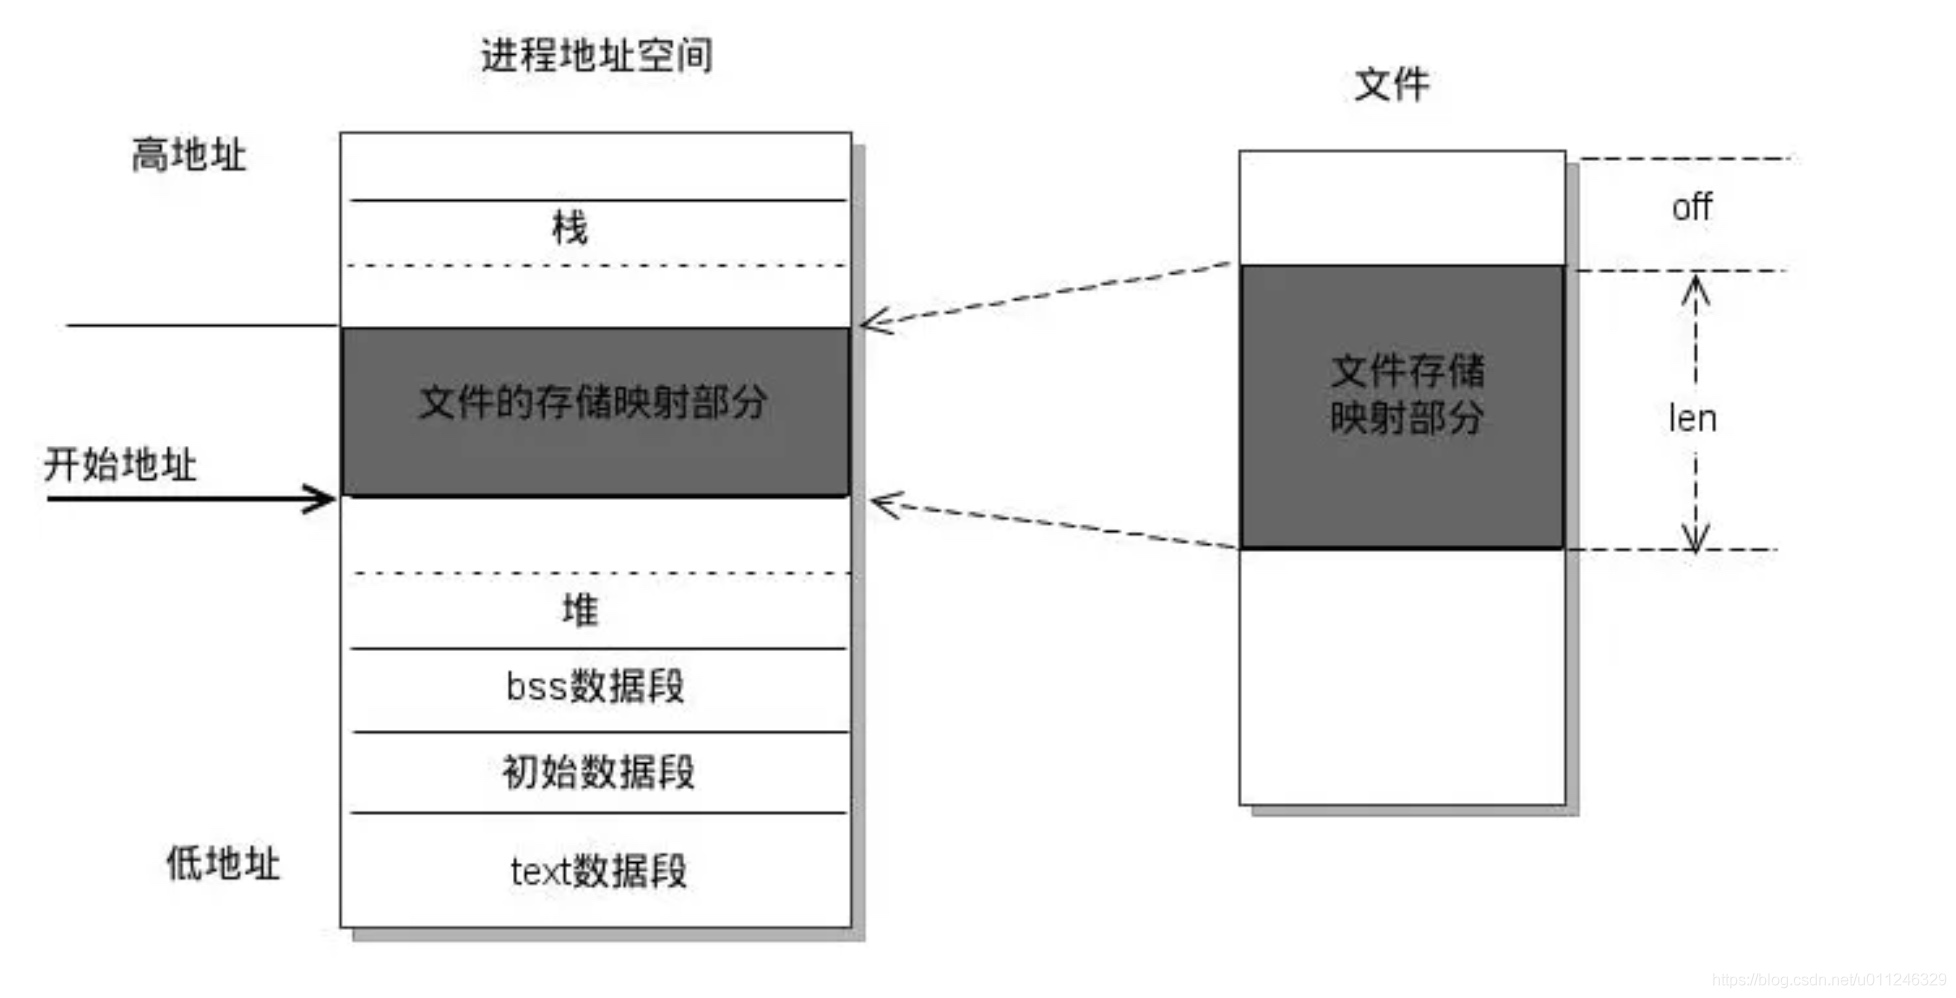 进程地址空间
文件
高地址
栈
off
文件的存储映射部分
文件存储
映射部分
len
开始地址
堆
bss数据段
初始数据段
低地址
text数据段
https://blog.csdn.net/u011246329